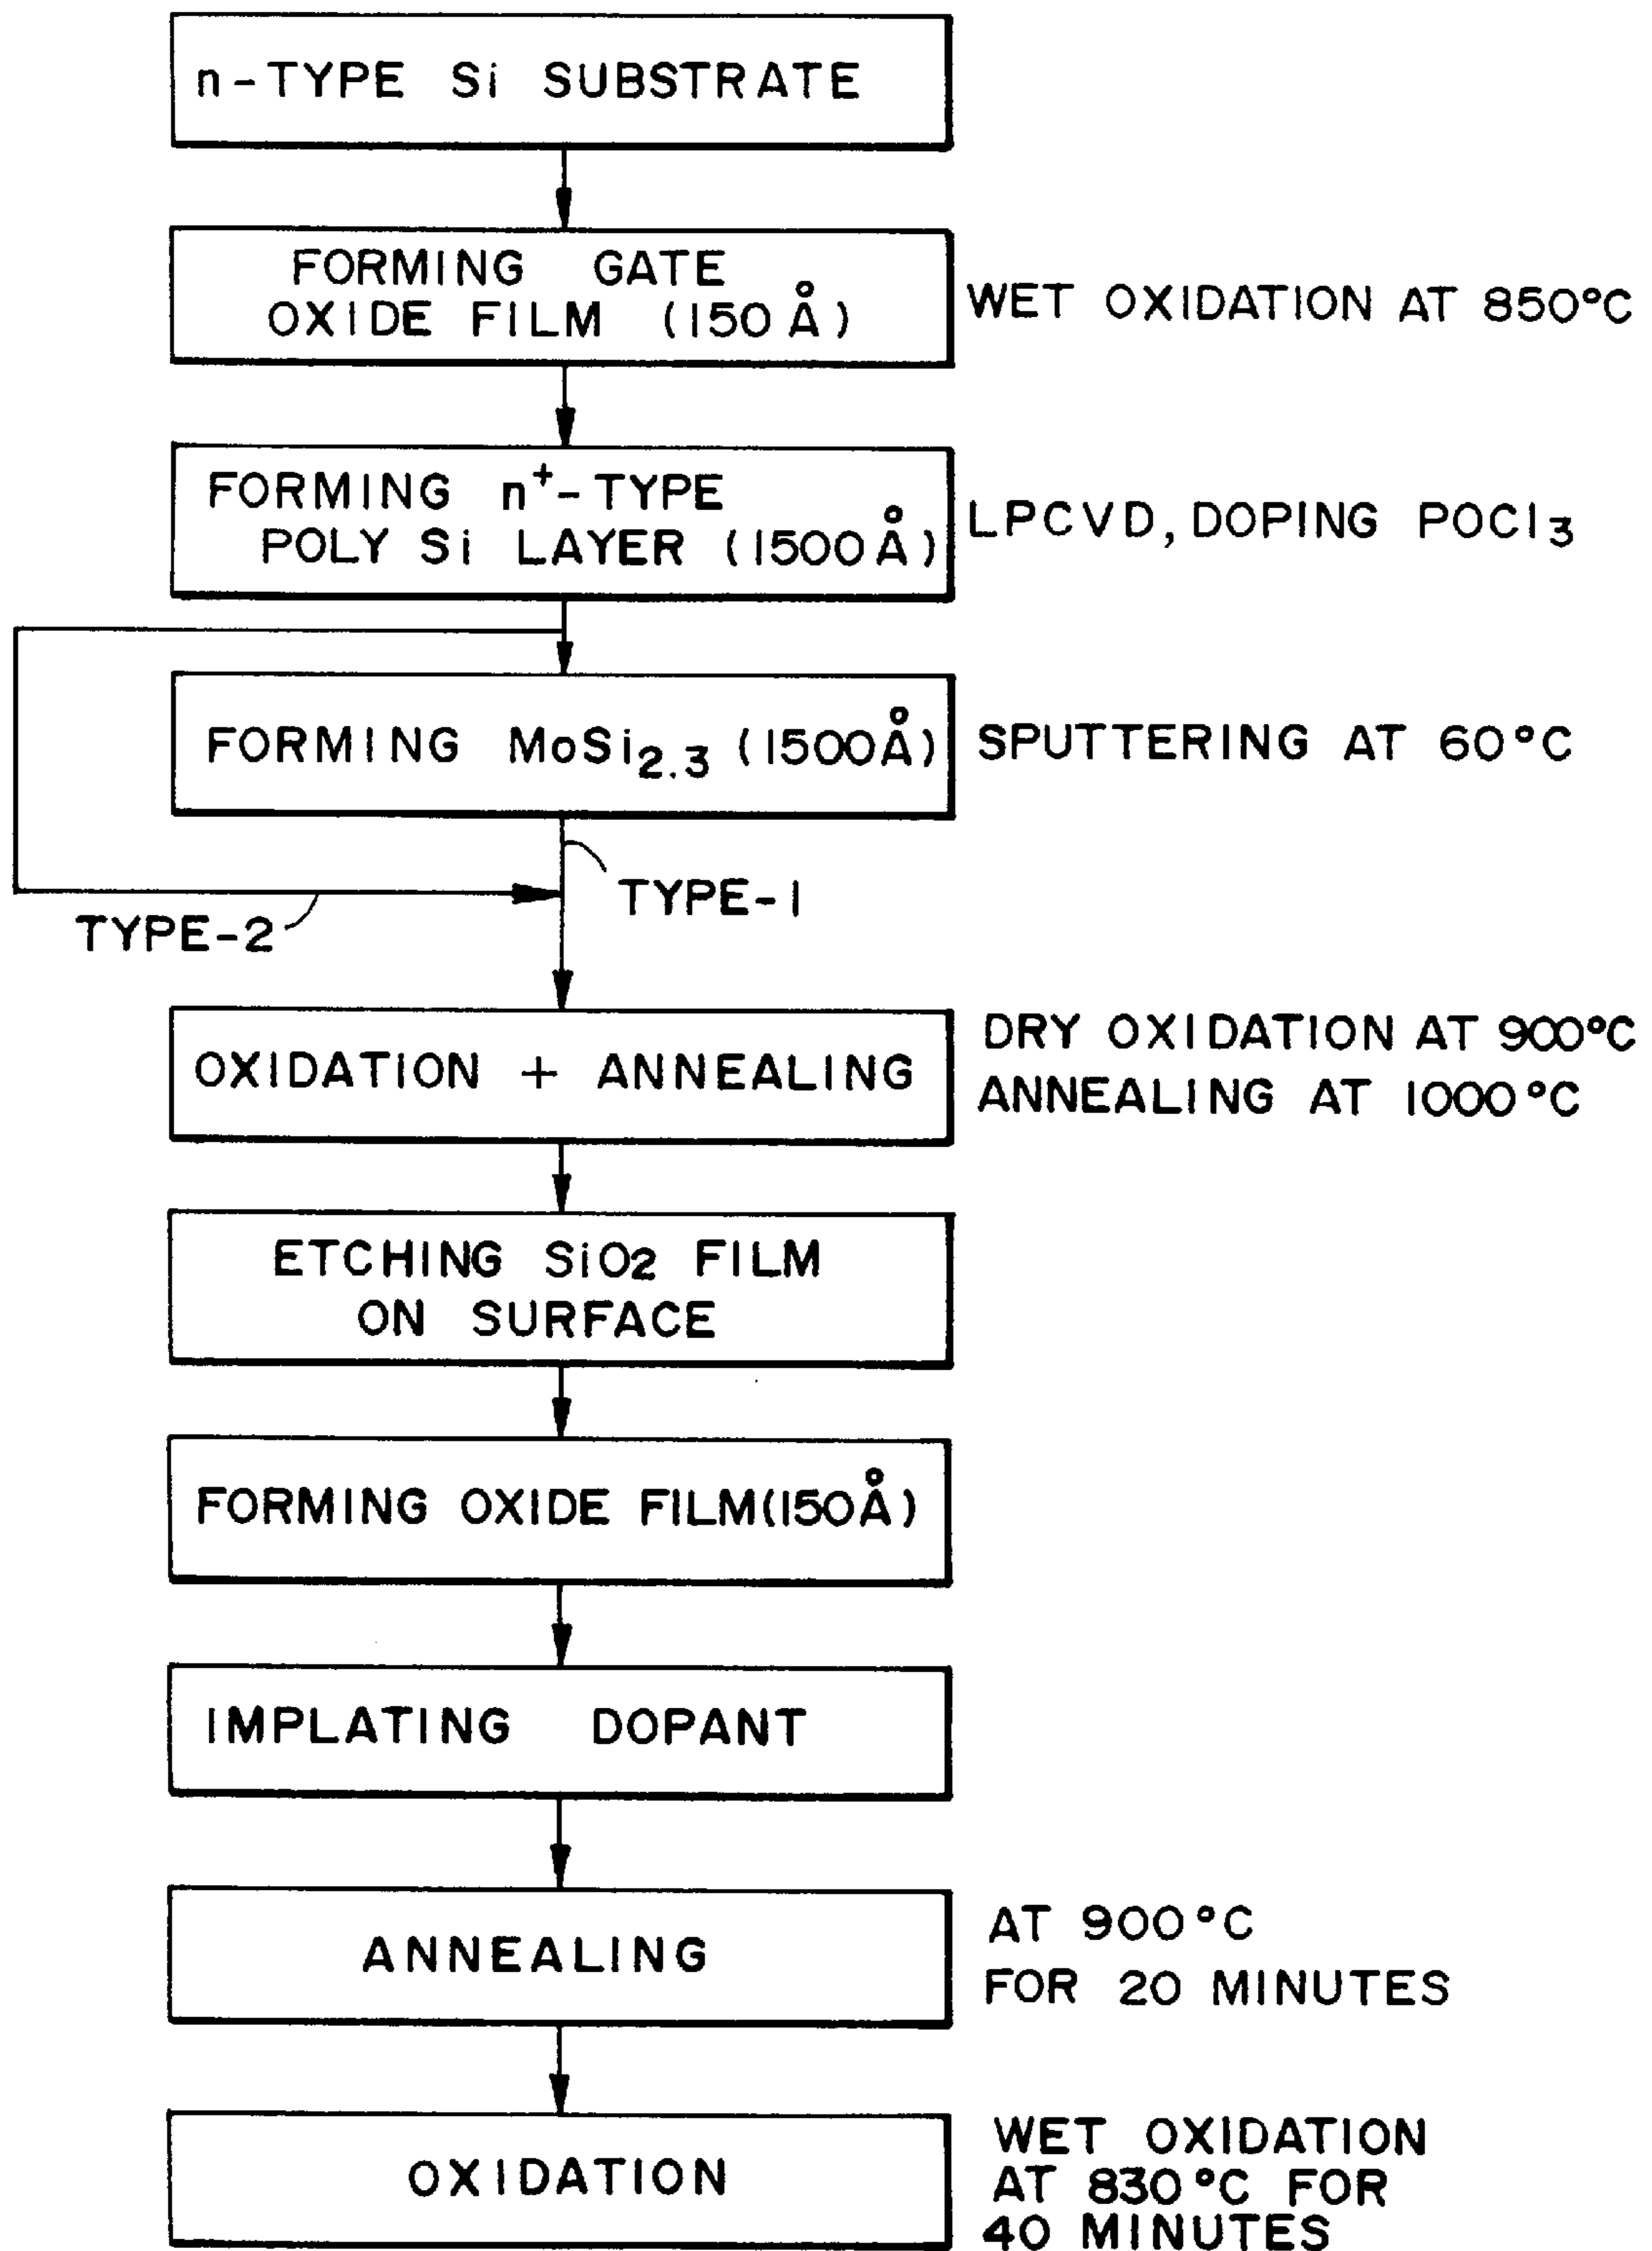 n-TYPE Si SUBSTRATE
FORMING GATE
OXIDE FILM (150 Å)
WET OXIDATION AT 850°C
FORMING n⁺-TYPE
POLY Si LAYER (1500Å)
LPCVD, DOPING POCl₃
FORMING MoSi₂.₃ (1500Å)
SPUTTERING AT 60°C
TYPE-1
TYPE-2
OXIDATION + ANNEALING
DRY OXIDATION AT 900°C
ANNEALING AT 1000°C
ETCHING SiO₂ FILM
ON SURFACE
FORMING OXIDE FILM(150Å)
IMPLATING DOPANT
ANNEALING
AT 900°C
FOR 20 MINUTES
OXIDATION
WET OXIDATION
AT 830°C FOR
40 MINUTES